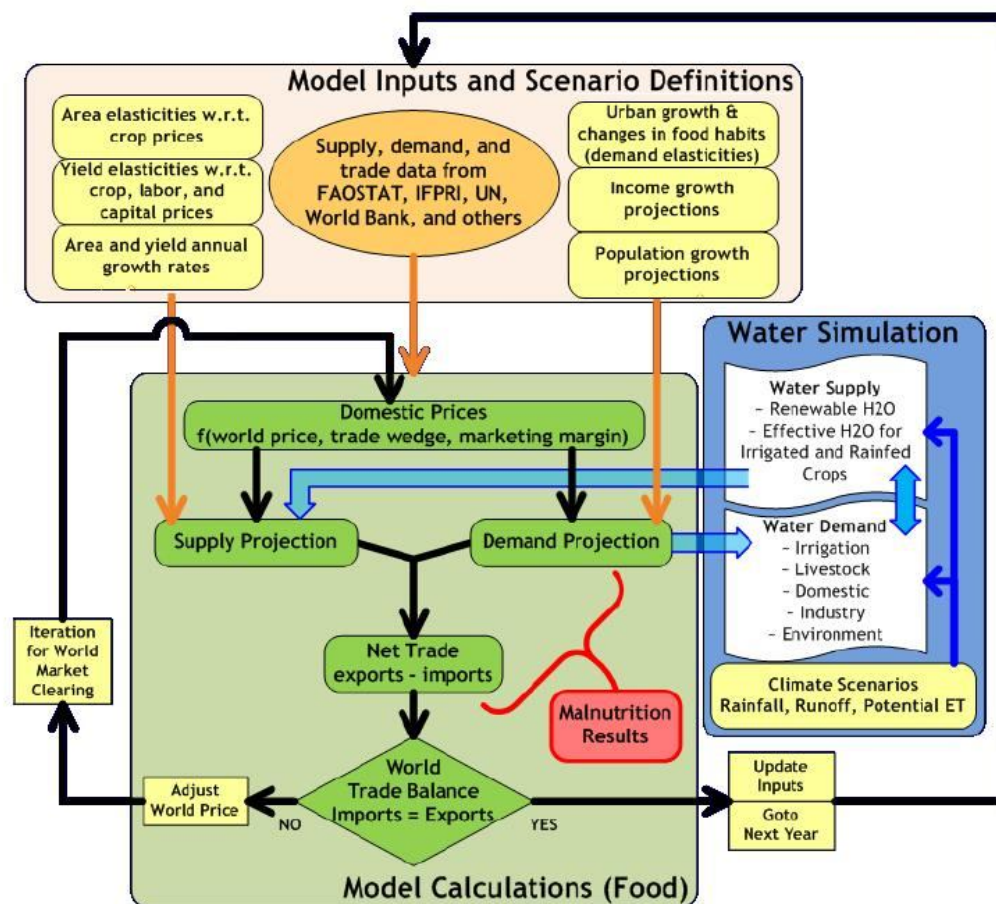 Model Inputs and Scenario Definitions
Area elasticities w.r.t.
crop prices
Yield elasticities w.r.t.
crop, labor, and
capital prices
Area and yield annual
growth rates
Supply, demand, and
trade data from
FAOSTAT, IFPRI, UN,
World Bank, and others
Urban growth &
changes in food habits
(demand elasticities)
Income growth
projections
Population growth
projections
Water Simulation
Water Supply
– Renewable H2O
– Effective H2O for
Irrigated and Rainfed
Crops
Water Demand
– Irrigation
– Livestock
– Domestic
– Industry
– Environment
Climate Scenarios
Rainfall, Runoff, Potential ET
Domestic Prices
f(world price, trade wedge, marketing margin)
Supply Projection
Demand Projection
Net Trade
exports – imports
Malnutrition
Results
World
Trade Balance
Imports = Exports
NO
YES
Adjust
World Price
Iteration
for World
Market
Clearing
Update
Inputs
Goto
Next Year
Model Calculations (Food)